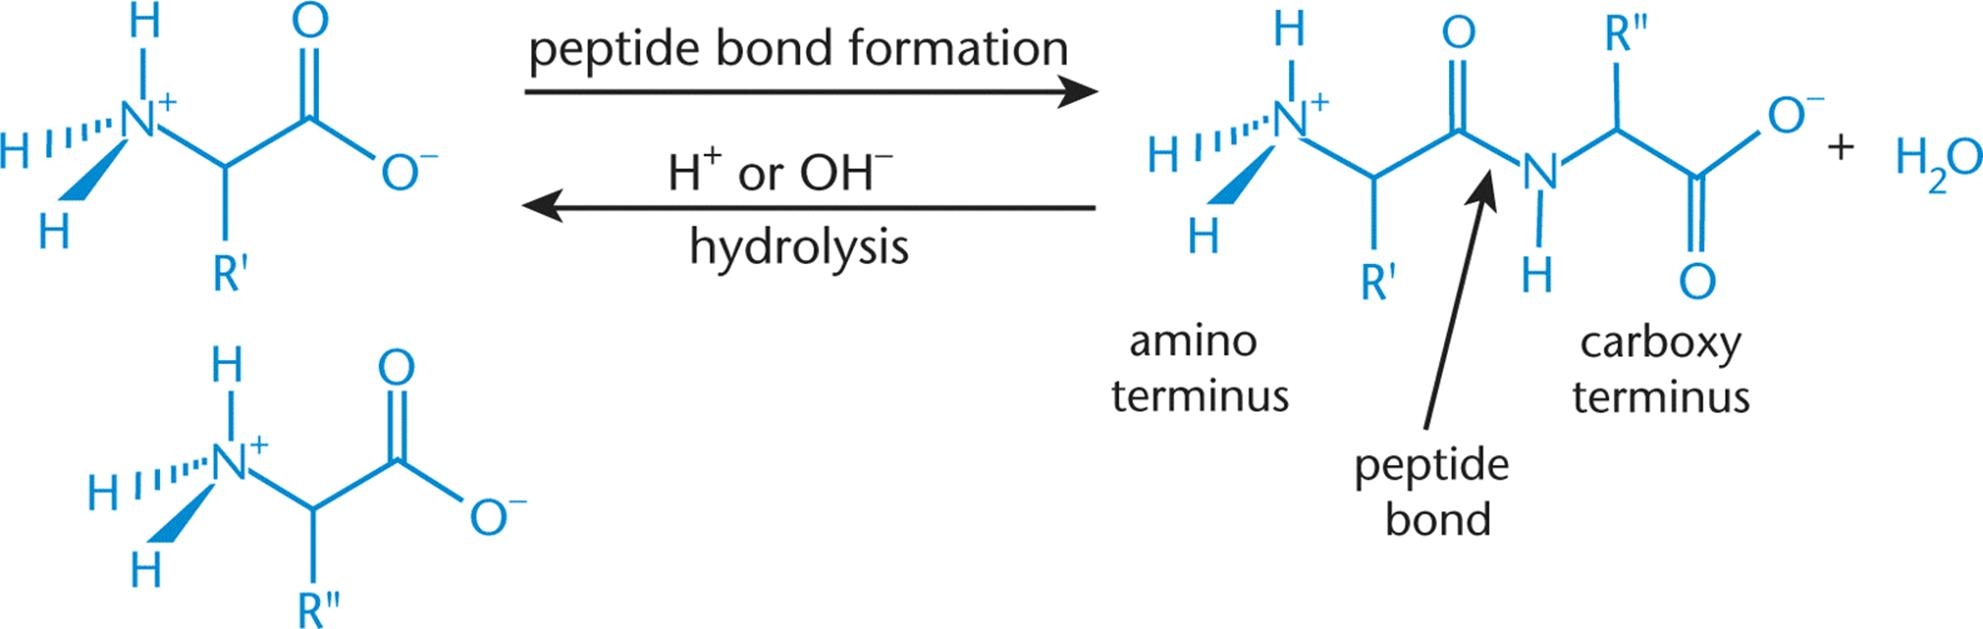 H O
N+
H
H
O−
R'
H O
N+
H
H
O−
R"
peptide bond formation
H+ or OH−
hydrolysis
H O R"
N+
H
H
R'
N
H
O−
O
+ H2O
amino
terminus
carboxy
terminus
peptide
bond